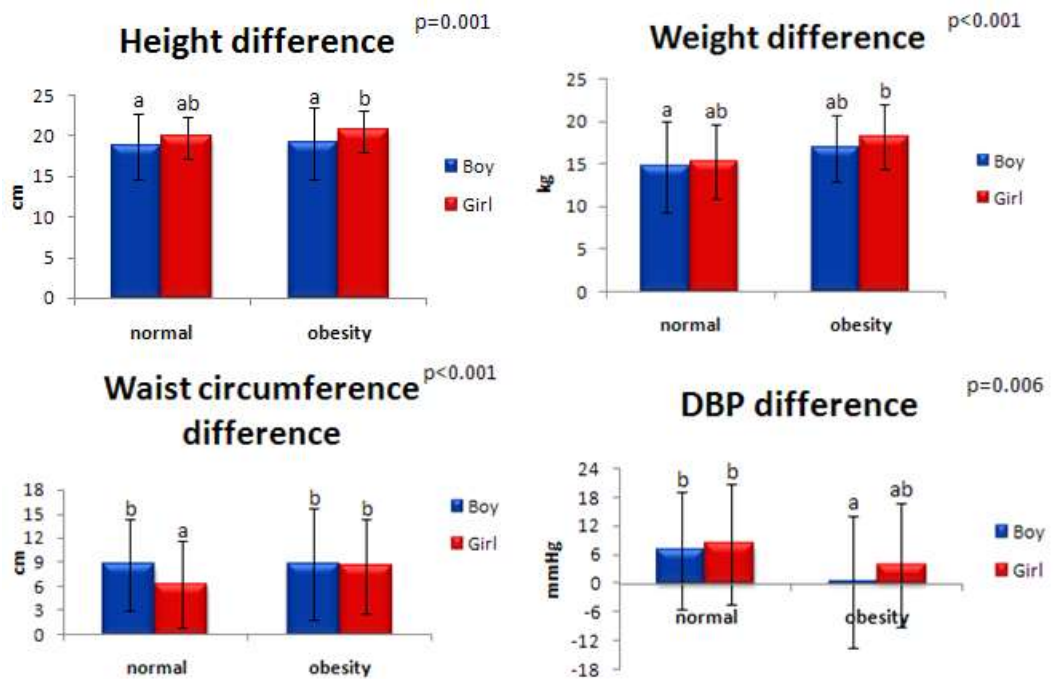 Height difference
p=0.001
25
20
15
10
5
0
cm
a
ab
a
b
normal
obesity
Boy
Girl
Weight difference
p<0.001
25
20
15
10
5
0
kg
a
ab
ab
b
normal
obesity
Boy
Girl
Waist circumference
difference
p<0.001
18
15
12
9
6
3
0
cm
b
a
b
b
normal
obesity
Boy
Girl
DBP difference
p=0.006
24
18
12
6
0
-6
-12
-18
mmHg
b
b
a
ab
normal
obesity
Boy
Girl